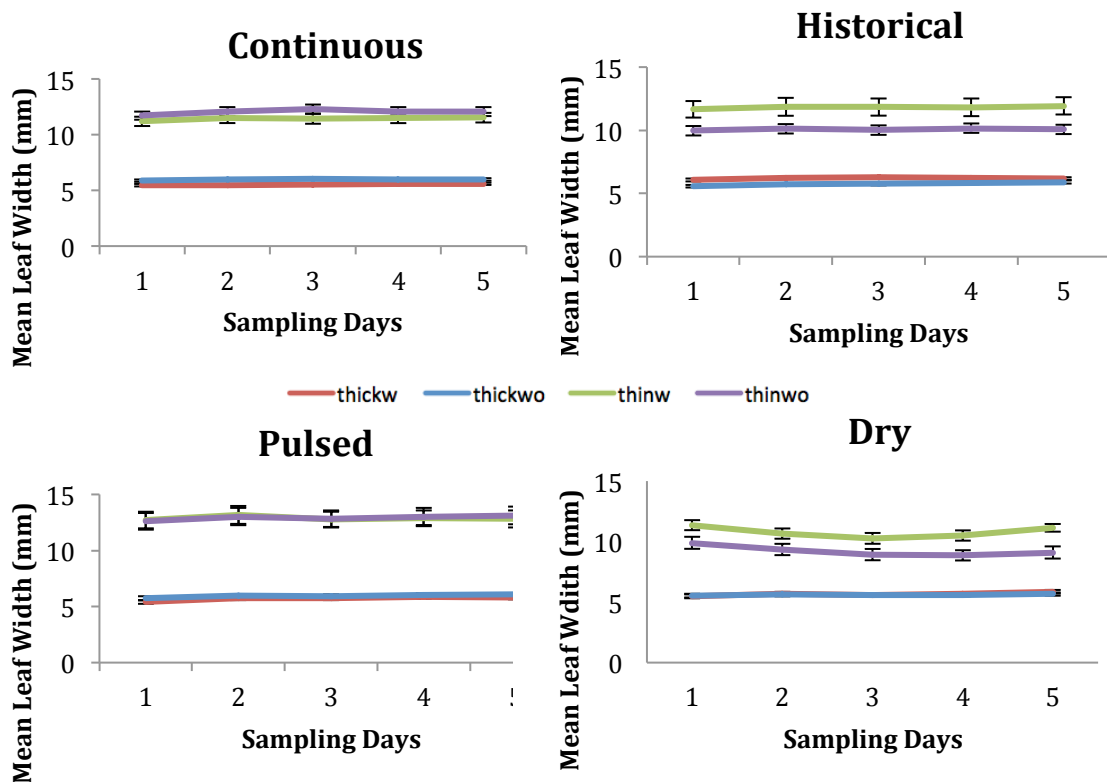 Continuous
Mean Leaf Width (mm)
15
10
5
0
1 2 3 4 5
Sampling Days
Historical
Mean Leaf Width (mm)
15
10
5
0
1 2 3 4 5
Sampling Days
thickw thickwo thinw thinwo
Pulsed
Mean Leaf Width (mm)
15
10
5
0
1 2 3 4 5
Sampling Days
Dry
Mean Leaf Wdith (mm)
15
10
5
0
1 2 3 4 5
Sampling Days